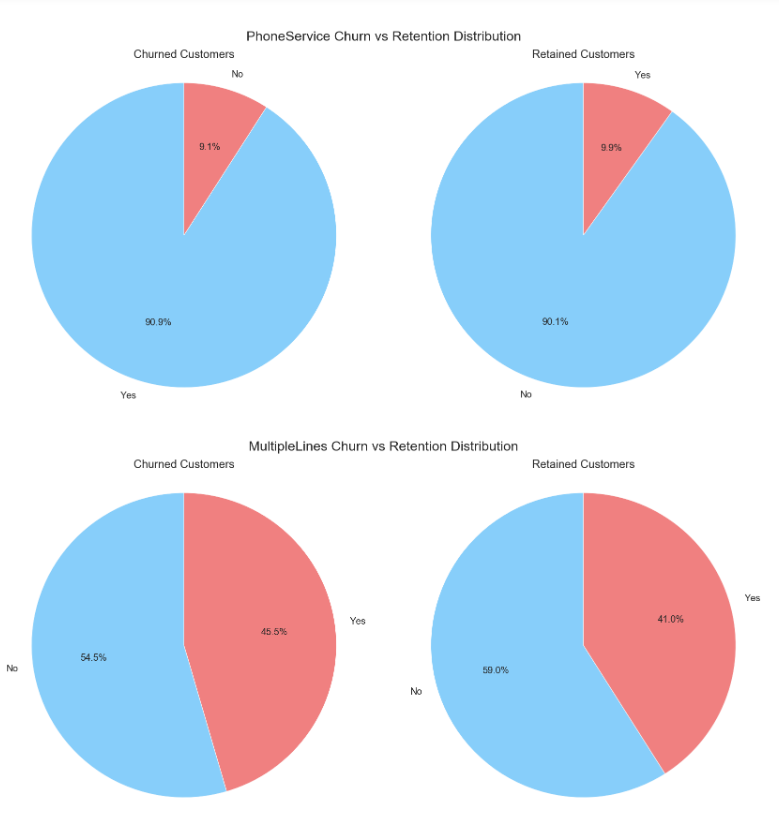 PhoneService Churn vs Retention Distribution
Churned Customers
Retained Customers
No
Yes
9.1%
9.9%
90.9%
90.1%
Yes
No
MultipleLines Churn vs Retention Distribution
Churned Customers
Retained Customers
Yes
Yes
45.5%
41.0%
54.5%
59.0%
No
No